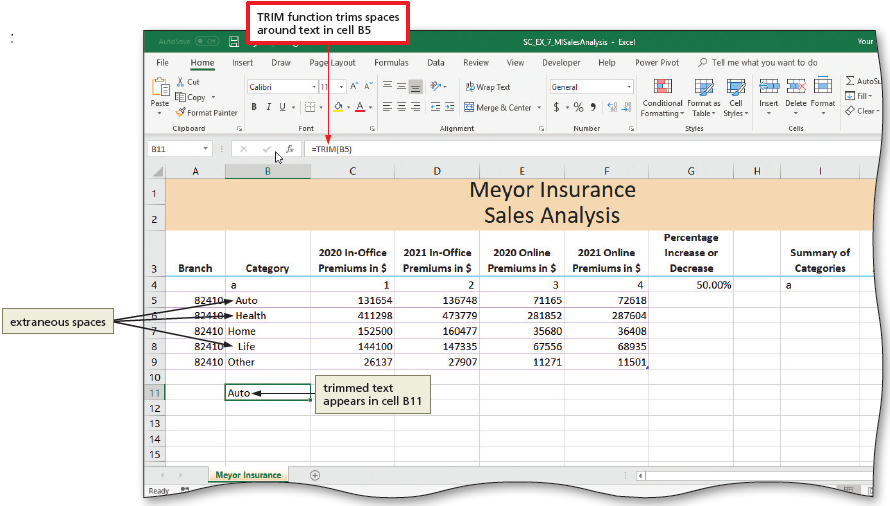 TRIM function trims spaces
around text in cell B5
:
AutoSave Off SC_EX_7_MISalesAnalysis - Excel Your
File Home Insert Draw Page Layout Formulas Data Review View Developer Help Power Pivot Tell me what you want to do
Paste
Cut
Copy
Format Painter
Clipboard
Calibri 11 A A
B I U A
Font
Wrap Text
Merge & Center
Alignment
General
$ % 9
Number
Conditional Format as Cell
Formatting Table Styles
Styles
Insert Delete Format
Cells
AutoSu
Fill
Clear
B11 fx =TRIM(B5)
A B C D E F G H I
1 Meyor Insurance
2 Sales Analysis
3 Branch Category 2020 In-Office Premiums in $ 2021 In-Office Premiums in $ 2020 Online Premiums in $ 2021 Online Premiums in $ Percentage Increase or Decrease Summary of Categories
4 a 1 2 3 4 50.00% a
5 82410 Auto 131654 136748 71165 72618
6 82410 Health 411298 473779 281852 287604
7 82410 Home 152500 160477 35680 36408
8 82410 Life 144100 147335 67556 68935
9 82410 Other 26137 27907 11271 11501
10
11 Auto
12
13
14
15
extraneous spaces
trimmed text
appears in cell B11
Meyor Insurance
Ready